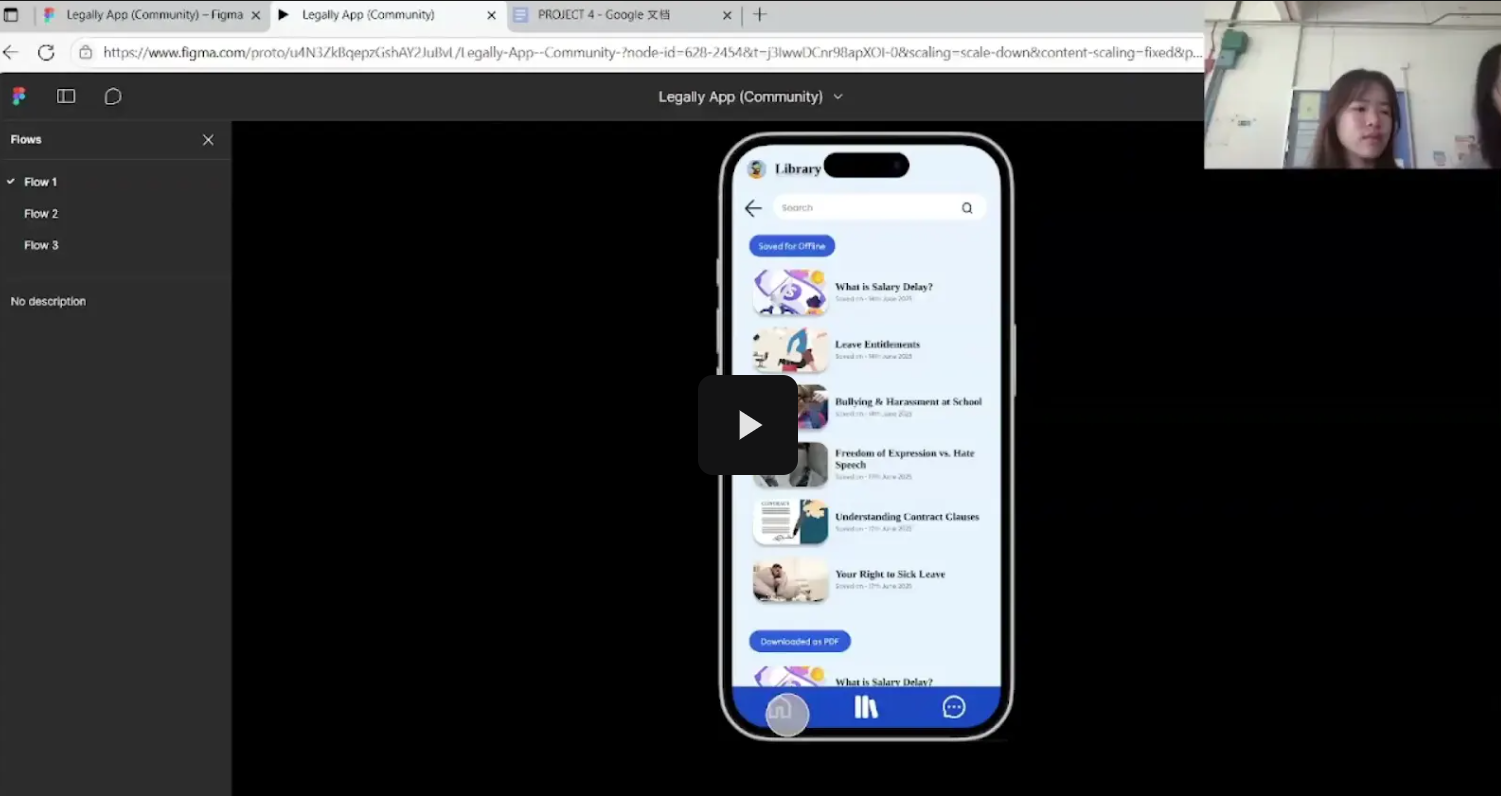 Legally App (Community) – Figma
Legally App (Community)
PROJECT 4 - Google 文档
https://www.figma.com/proto/u4N3ZkBqepzGshAY2JuBvL/Legally-App--Community-?node-id=628-2454&t=j3IwwDCnr98apXOI-0&scaling=scale-down&content-scaling=fixed&p...
Legally App (Community)
Flows
Flow 1
Flow 2
Flow 3
No description
Library
Search
Saved for Offline
What is Salary Delay?
Saved on - 14th June 2025
Leave Entitlements
Saved on - 14th June 2025
Bullying & Harassment at School
Saved on - 14th June 2025
Freedom of Expression vs. Hate
Speech
Saved on - 17th June 2025
Understanding Contract Clauses
Saved on - 17th June 2025
Your Right to Sick Leave
Saved on - 17th June 2025
Downloaded as PDF
What is Salary Delay?